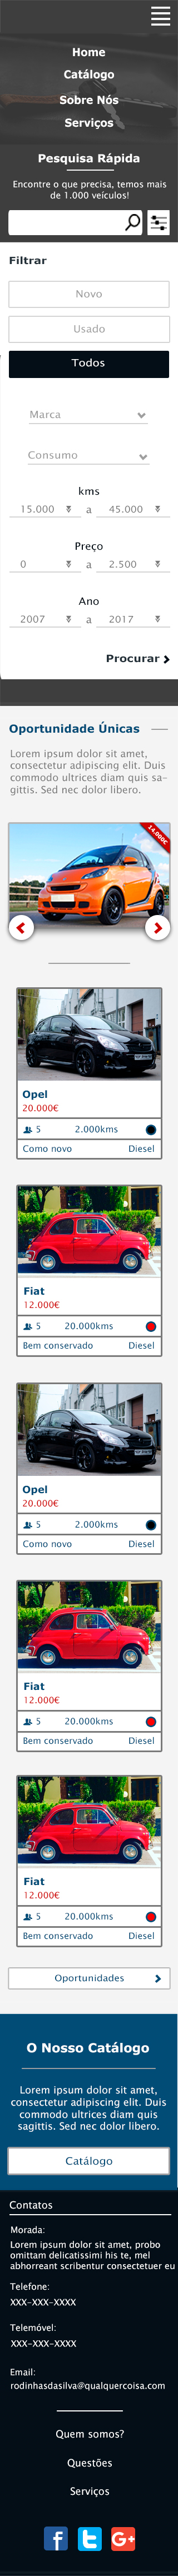 Home
Catálogo
Sobre Nós
Serviços
Pesquisa Rápida
Encontre o que precisa, temos mais
de 1.000 veículos!
Filtrar
Novo
Usado
Todos
Marca
Consumo
kms
15.000 a 45.000
Preço
0 a 2.500
Ano
2007 a 2017
Procurar
Oportunidade Únicas
Lorem ipsum dolor sit amet,
consectetur adipiscing elit. Duis
commodo ultrices diam quis sa-
gittis. Sed nec dolor libero.
14.000€
Opel
20.000€
5 2.000kms
Como novo Diesel
Fiat
12.000€
5 20.000kms
Bem conservado Diesel
Opel
20.000€
5 2.000kms
Como novo Diesel
Fiat
12.000€
5 20.000kms
Bem conservado Diesel
Fiat
12.000€
5 20.000kms
Bem conservado Diesel
Oportunidades
O Nosso Catálogo
Lorem ipsum dolor sit amet,
consectetur adipiscing elit. Duis
commodo ultrices diam quis
sagittis. Sed nec dolor libero.
Catálogo
Contatos
Morada:
Lorem ipsum dolor sit amet, probo
omittam delicatissimi his te, mel
abhorreant scribentur consectetuer eu
Telefone:
XXX-XXX-XXXX
Telemóvel:
XXX-XXX-XXXX
Email:
rodinhasdasilva@qualquercoisa.com
Quem somos?
Questões
Serviços
f
G+